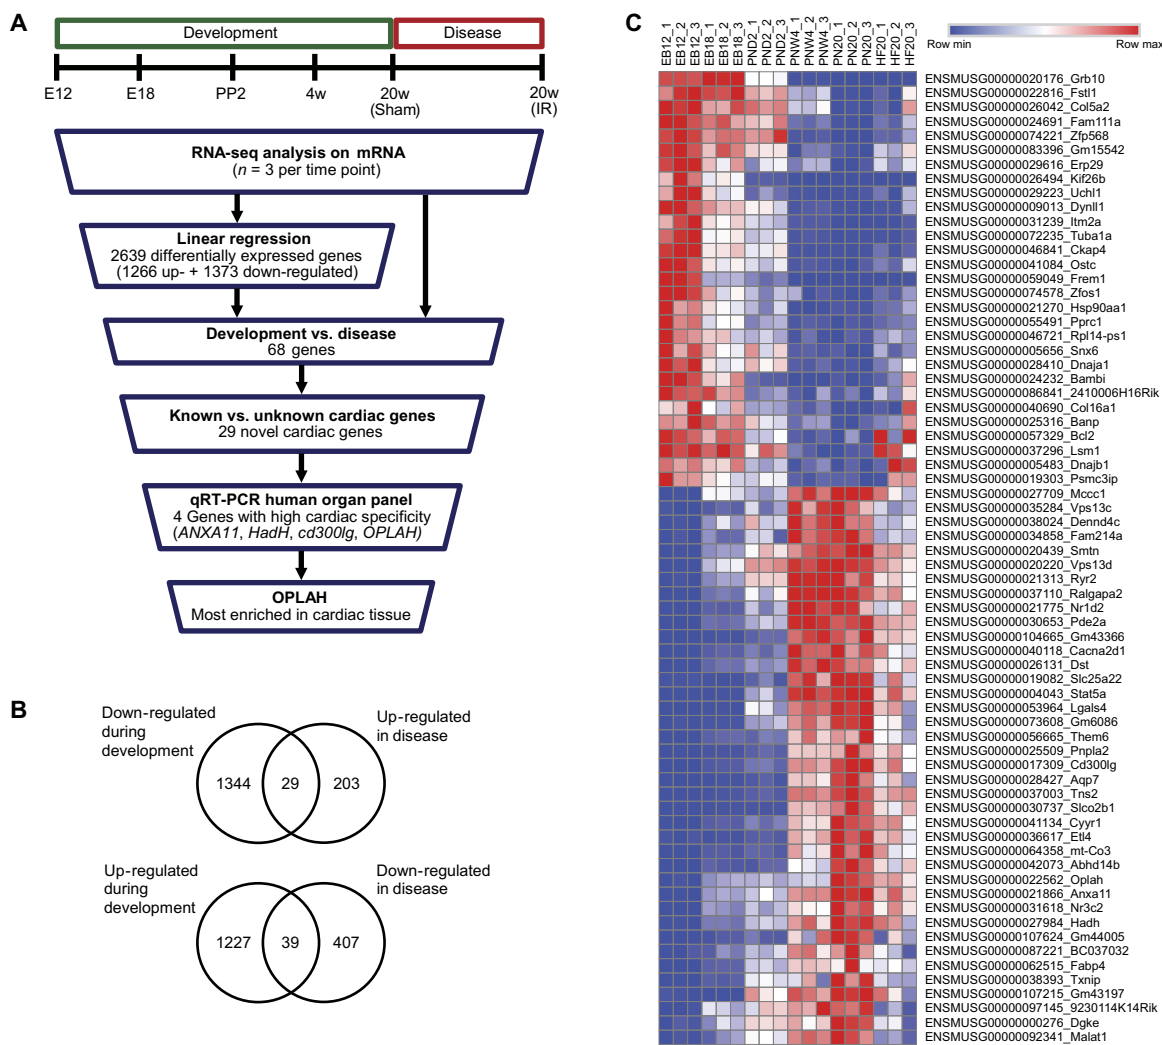 A
Development
Disease
E12
E18
PP2
4w
20w
(Sham)
20w
(IR)
RNA-seq analysis on mRNA
(n = 3 per time point)
Linear regression
2639 differentially expressed genes
(1266 up- + 1373 down-regulated)
Development vs. disease
68 genes
Known vs. unknown cardiac genes
29 novel cardiac genes
qRT-PCR human organ panel
4 Genes with high cardiac specificity
(ANXA11, HadH, cd300lg, OPLAH)
OPLAH
Most enriched in cardiac tissue
B
Down-regulated
during
development
Up-regulated
in disease
1344
29
203
Up-regulated
during
development
Down-regulated
in disease
1227
39
407
C
EB12_1
EB12_2
EB12_3
EB18_1
EB18_2
EB18_3
PND2_1
PND2_2
PND2_3
PNW4_1
PNW4_2
PNW4_3
PN20_1
PN20_2
PN20_3
HF20_1
HF20_2
HF20_3
Row min
Row max
ENSMUSG00000020176_Grb10
ENSMUSG00000022816_Fstl1
ENSMUSG00000026042_Col5a2
ENSMUSG00000024691_Fam111a
ENSMUSG00000074221_Zfp568
ENSMUSG00000083396_Gm15542
ENSMUSG00000029616_Erp29
ENSMUSG00000026494_Kif26b
ENSMUSG00000029223_Uchl1
ENSMUSG00000009013_Dynll1
ENSMUSG00000031239_Itm2a
ENSMUSG00000072235_Tuba1a
ENSMUSG00000046841_Ckap4
ENSMUSG00000041084_Ostc
ENSMUSG00000059049_Frem1
ENSMUSG00000074578_Zfos1
ENSMUSG00000021270_Hsp90aa1
ENSMUSG00000055491_Pprc1
ENSMUSG00000046721_Rpl14-ps1
ENSMUSG00000005656_Snx6
ENSMUSG00000028410_Dnaja1
ENSMUSG00000024232_Bambi
ENSMUSG00000086841_2410006H16Rik
ENSMUSG00000040690_Col16a1
ENSMUSG00000025316_Banp
ENSMUSG00000057329_Bcl2
ENSMUSG00000037296_Lsm1
ENSMUSG00000005483_Dnajb1
ENSMUSG00000019303_Psmc3ip
ENSMUSG00000027709_Mccc1
ENSMUSG00000035284_Vps13c
ENSMUSG00000038024_Dennd4c
ENSMUSG00000034858_Fam214a
ENSMUSG00000020439_Smtn
ENSMUSG00000020220_Vps13d
ENSMUSG00000021313_Ryr2
ENSMUSG00000037110_Ralgapa2
ENSMUSG00000021775_Nr1d2
ENSMUSG00000030653_Pde2a
ENSMUSG00000104665_Gm43366
ENSMUSG00000040118_Cacna2d1
ENSMUSG00000026131_Dst
ENSMUSG00000019082_Slc25a22
ENSMUSG00000004043_Stat5a
ENSMUSG00000053964_Lgals4
ENSMUSG00000073608_Gm6086
ENSMUSG00000056665_Them6
ENSMUSG00000025509_Pnpla2
ENSMUSG00000017309_Cd300lg
ENSMUSG00000028427_Aqp7
ENSMUSG00000037003_Tns2
ENSMUSG00000030737_Slco2b1
ENSMUSG00000041134_Cyyr1
ENSMUSG00000036617_Etl4
ENSMUSG00000064358_mt-Co3
ENSMUSG00000042073_Abhd14b
ENSMUSG00000022562_Oplah
ENSMUSG00000021866_Anxa11
ENSMUSG00000031618_Nr3c2
ENSMUSG00000027984_Hadh
ENSMUSG00000107624_Gm44005
ENSMUSG00000087221_BC037032
ENSMUSG00000062515_Fabp4
ENSMUSG00000038393_Txnip
ENSMUSG00000107215_Gm43197
ENSMUSG00000097145_9230114K14Rik
ENSMUSG00000000276_Dgke
ENSMUSG00000092341_Malat1